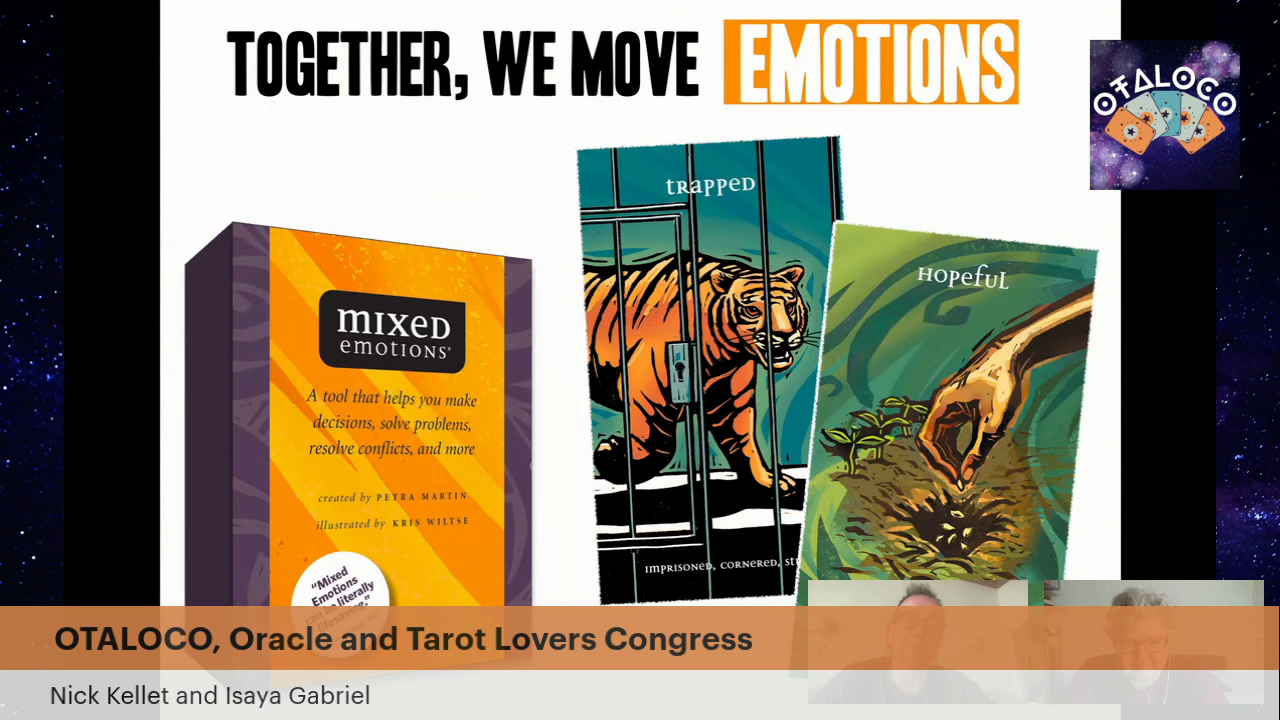 TOGETHER, WE MOVE EMOTIONS
OTALOCO
trapped
Hopeful
mixed
emotions®
A tool that helps you make
decisions, solve problems,
resolve conflicts, and more
created by PETRA MARTIN
illustrated by KRIS WILTSE
"Mixed
Emotions
literally
lifesaving."
imprisoned, cornered,
OTALOCO, Oracle and Tarot Lovers Congress
Nick Kellet and Isaya Gabriel